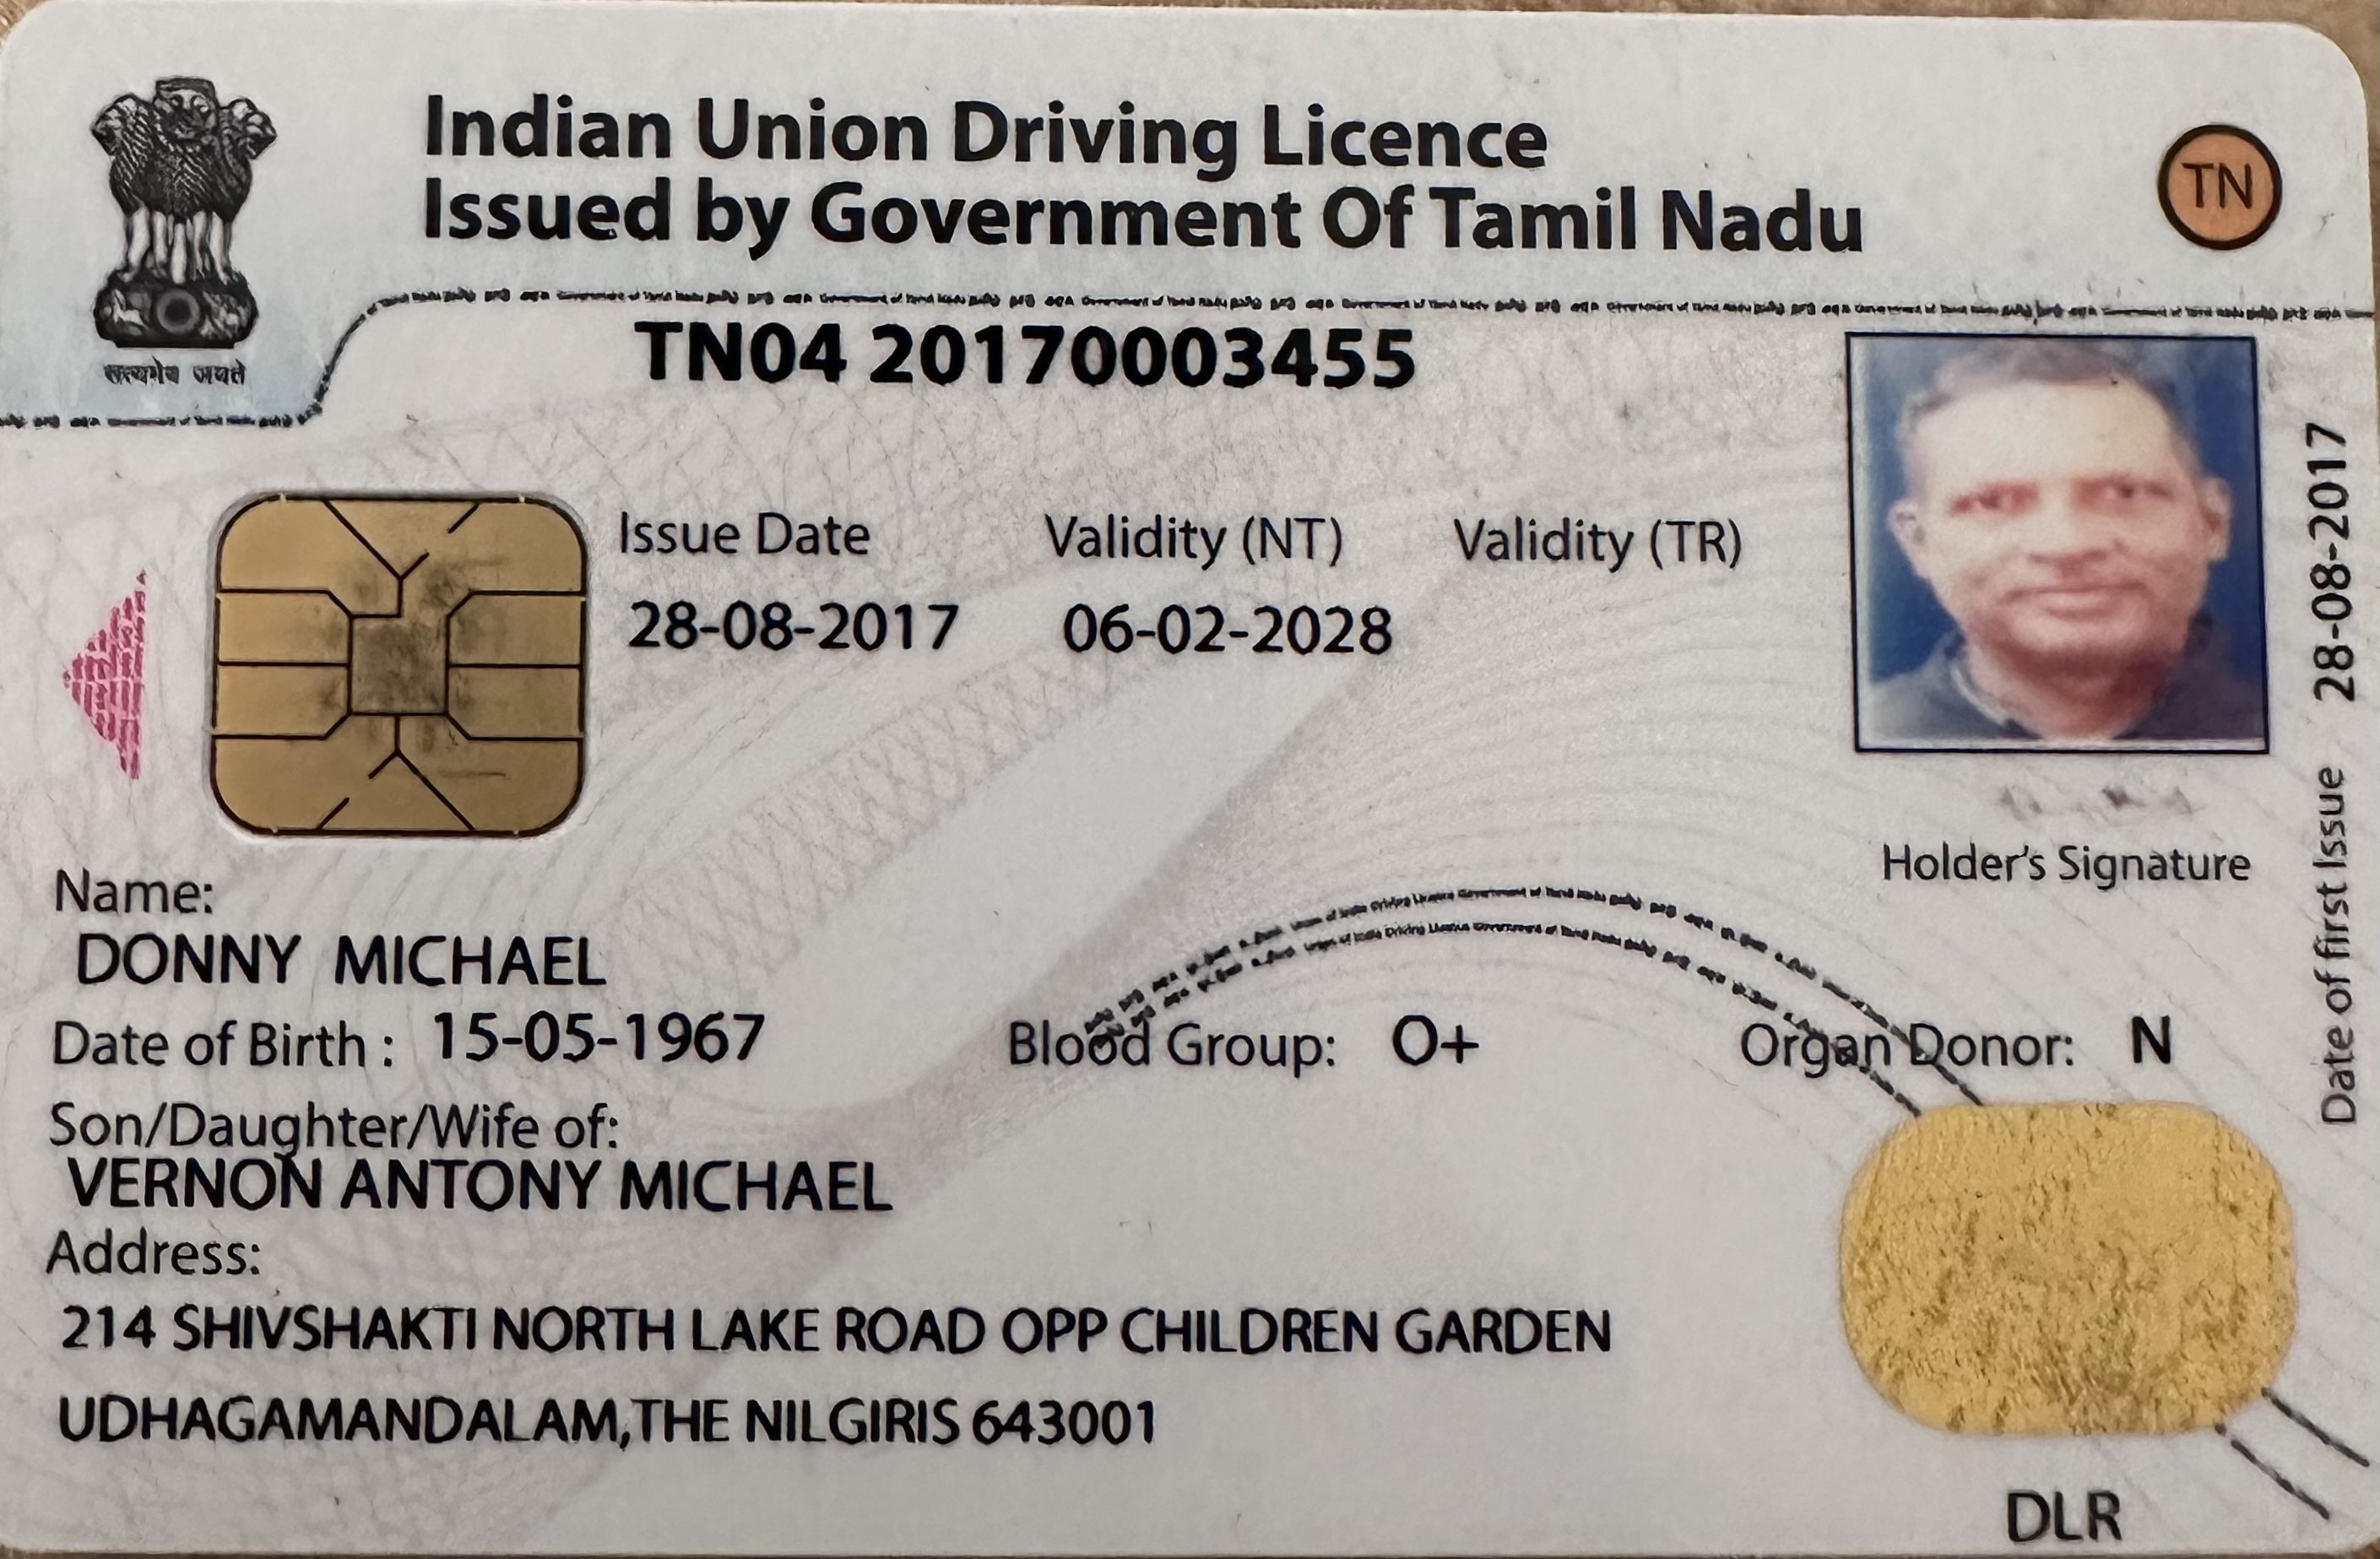 Indian Union Driving Licence
Issued by Government Of Tamil Nadu
TN
सत्यमेव जयते
TN04 20170003455
Issue Date Validity (NT) Validity (TR)
28-08-2017 06-02-2028
Holder's Signature
Date of first Issue 28-08-2017
Name:
DONNY MICHAEL
Date of Birth : 15-05-1967 Blood Group: O+ Organ Donor: N
Son/Daughter/Wife of:
VERNON ANTONY MICHAEL
Address:
214 SHIVSHAKTI NORTH LAKE ROAD OPP CHILDREN GARDEN
UDHAGAMANDALAM,THE NILGIRIS 643001
DLR